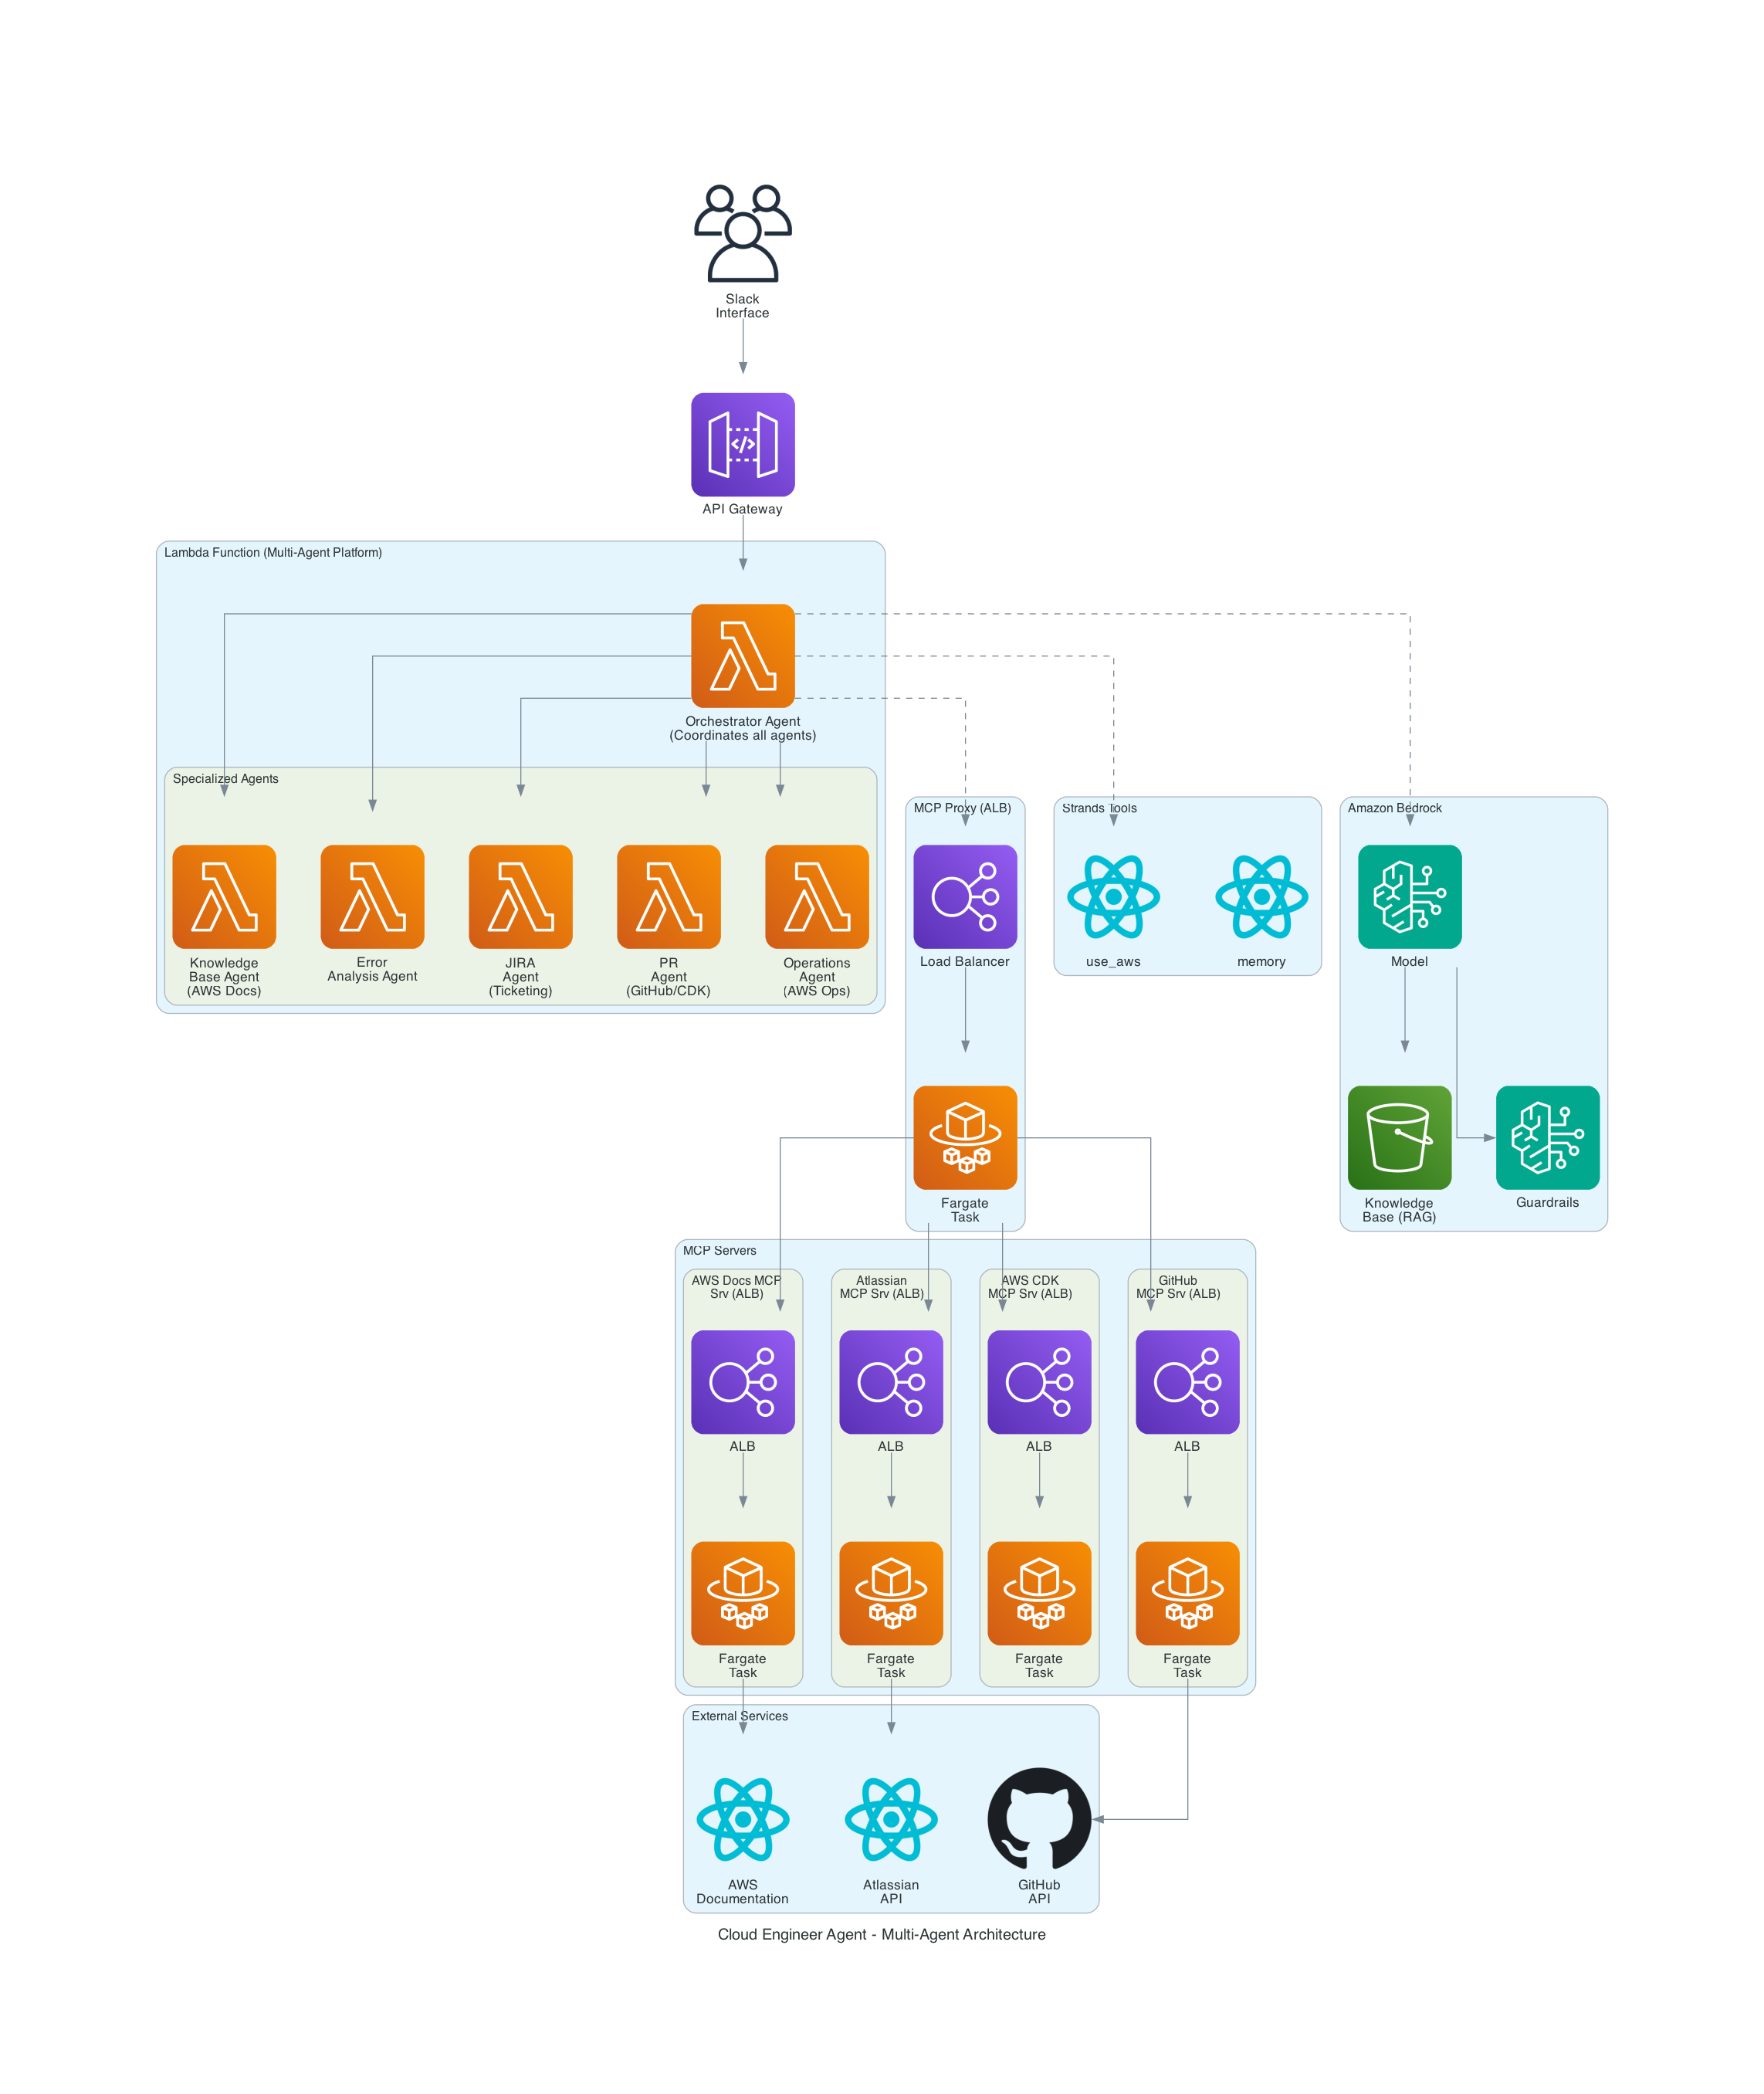 Slack
Interface
API Gateway
Lambda Function (Multi-Agent Platform)
Orchestrator Agent
(Coordinates all agents)
Specialized Agents
Knowledge
Base Agent
(AWS Docs)
Error
Analysis Agent
JIRA
Agent
(Ticketing)
PR
Agent
(GitHub/CDK)
Operations
Agent
(AWS Ops)
MCP Proxy (ALB)
Load Balancer
Fargate
Task
Strands Tools
use_aws
memory
Amazon Bedrock
Model
Knowledge
Base (RAG)
Guardrails
MCP Servers
AWS Docs MCP
Srv (ALB)
ALB
Fargate
Task
Atlassian
MCP Srv (ALB)
ALB
Fargate
Task
AWS CDK
MCP Srv (ALB)
ALB
Fargate
Task
GitHub
MCP Srv (ALB)
ALB
Fargate
Task
External Services
AWS
Documentation
Atlassian
API
GitHub
API
Cloud Engineer Agent - Multi-Agent Architecture